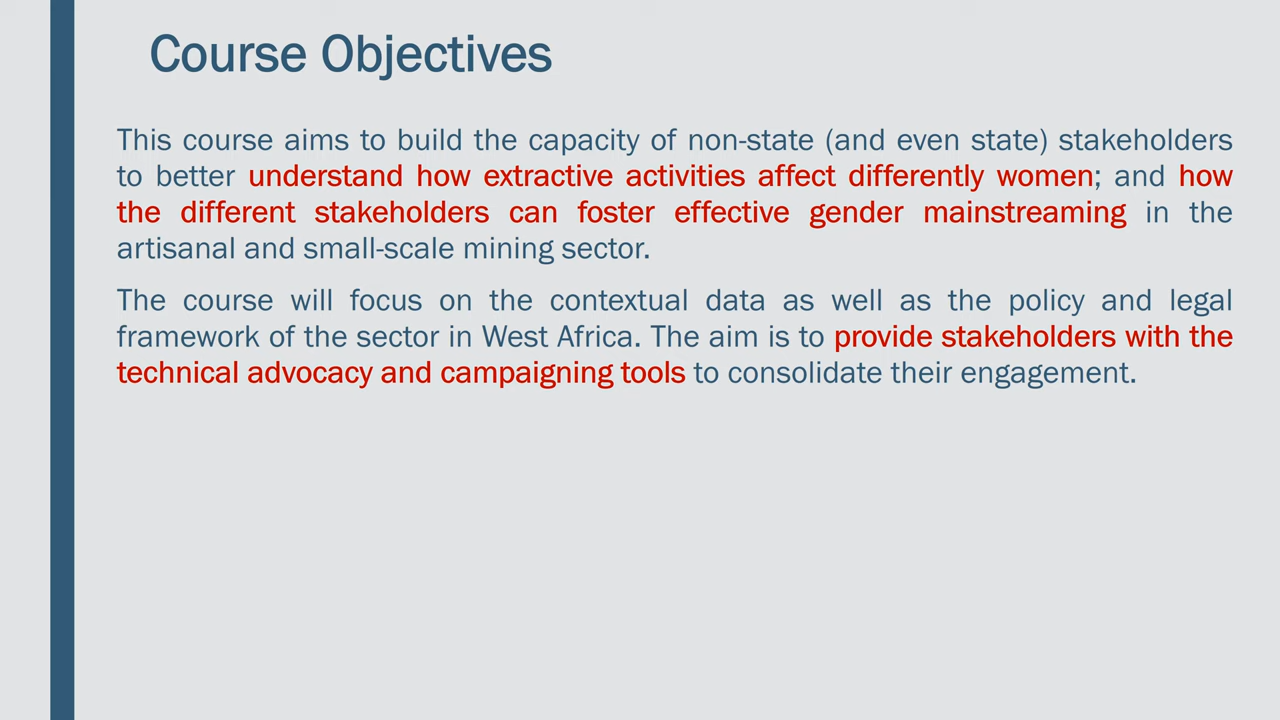 Course Objectives
This course aims to build the capacity of non-state (and even state) stakeholders
to better understand how extractive activities affect differently women; and how
the different stakeholders can foster effective gender mainstreaming in the
artisanal and small-scale mining sector.
The course will focus on the contextual data as well as the policy and legal
framework of the sector in West Africa. The aim is to provide stakeholders with the
technical advocacy and campaigning tools to consolidate their engagement.